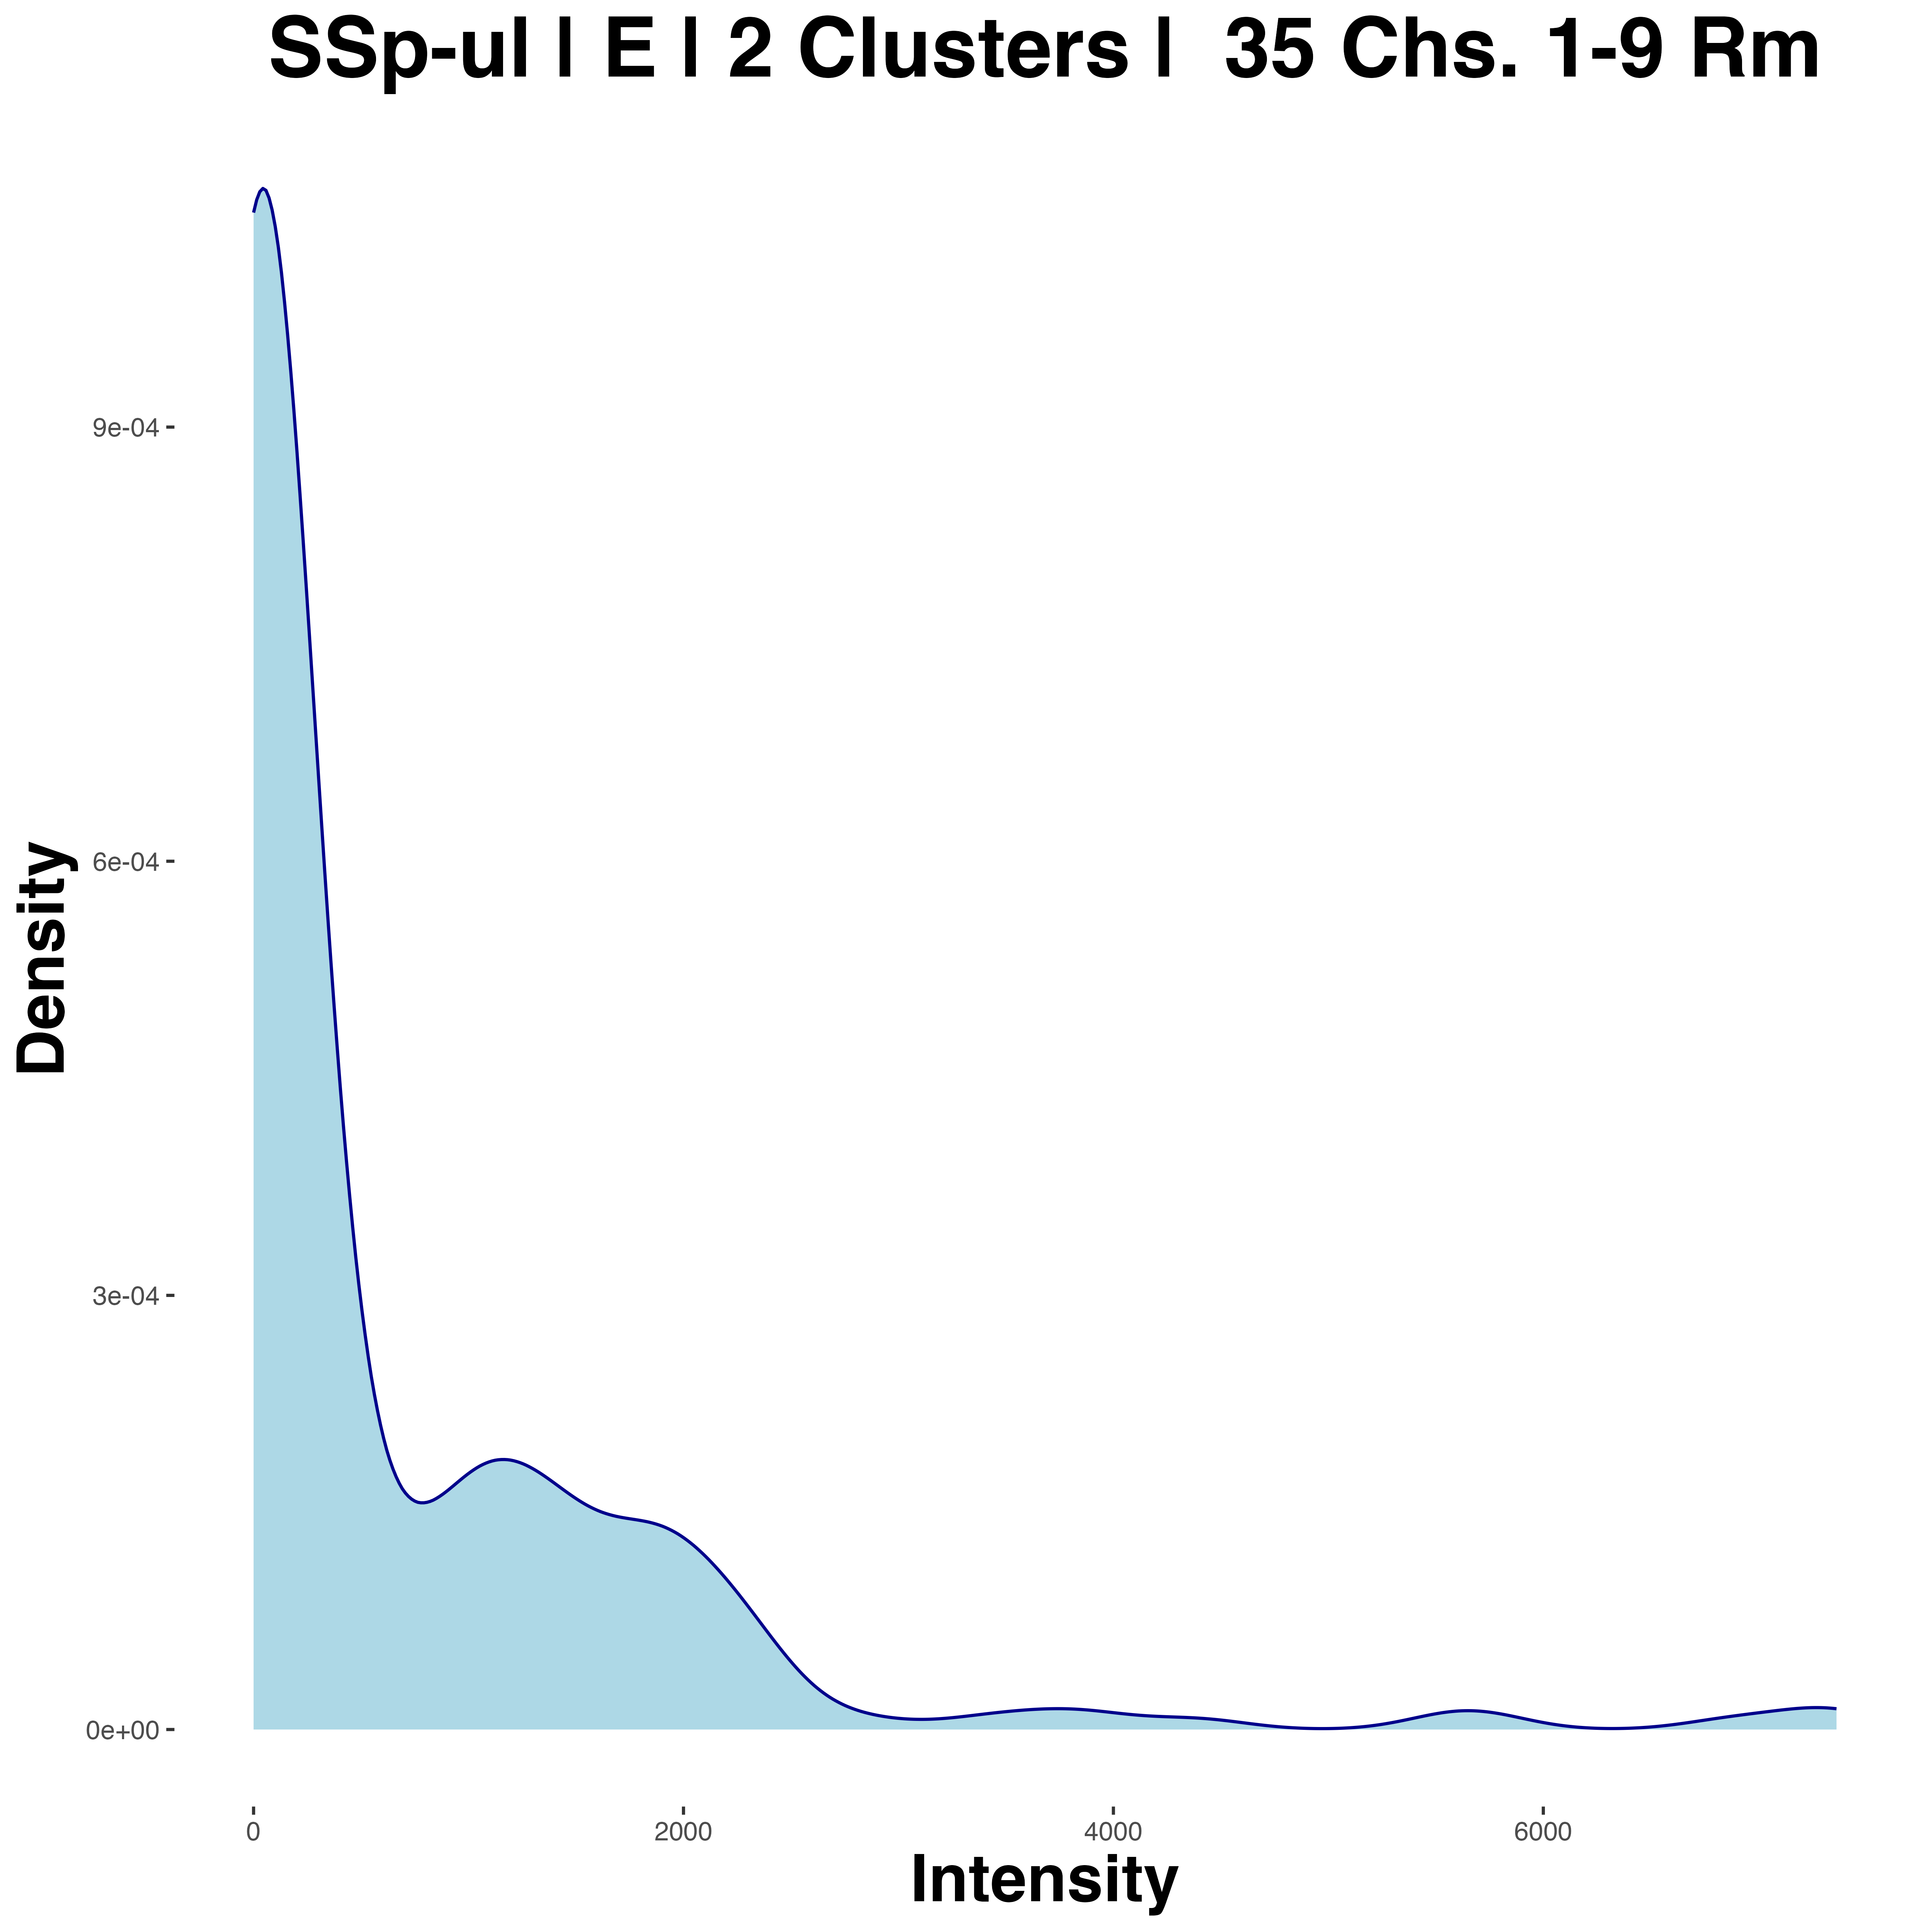 SSp-ul | E | 2 Clusters |  35 Chs. 1-9 Rm
Density
9e-04
6e-04
3e-04
0e+00
0 2000 4000 6000
Intensity